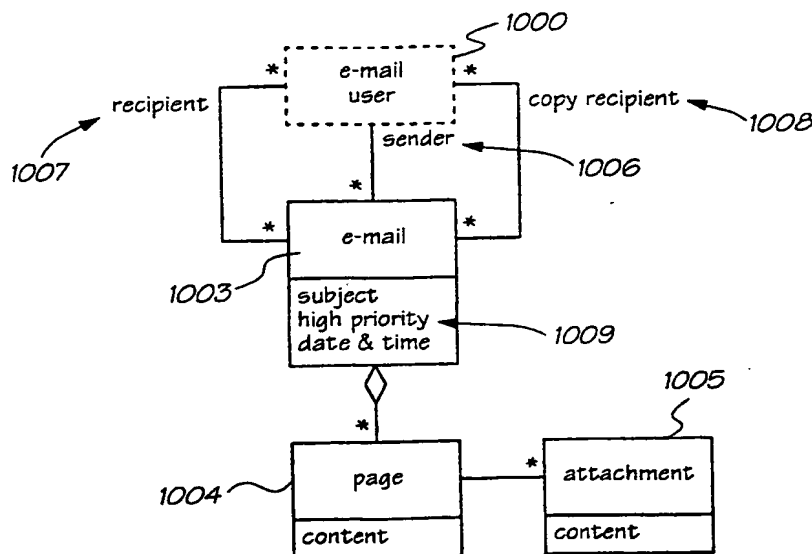 1000
* e-mail *
user
recipient
copy recipient
1008
1007
sender
1006
*
* e-mail *
1003
subject
high priority
date & time
1009
1005
*
page
* attachment
1004
content
content